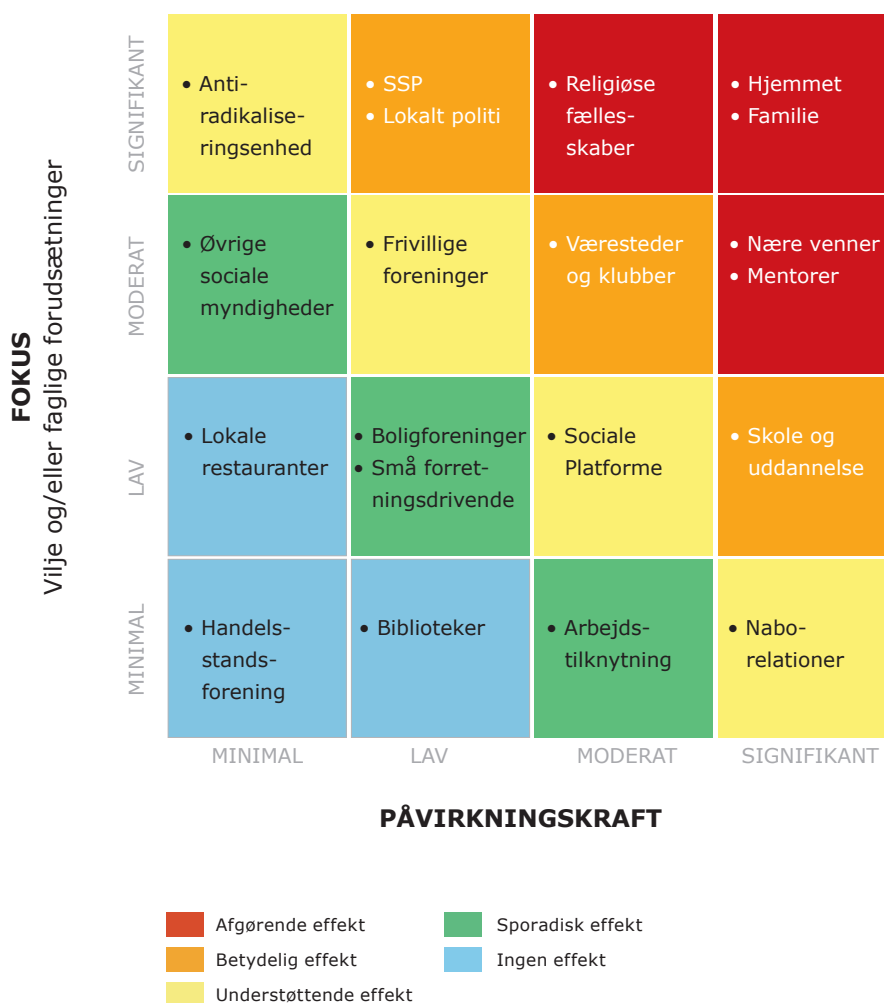 FOKUS
Vilje og/eller faglige forudsætninger
SIGNIFIKANT
• Anti-
radikalise-
ringsenhed
• SSP
• Lokalt politi
• Religiøse
fælles-
skaber
• Hjemmet
• Familie
MODERAT
• Øvrige
sociale
myndigheder
• Frivillige
foreninger
• Væresteder
og klubber
• Nære venner
• Mentorer
LAV
• Lokale
restauranter
• Boligforeninger
• Små forret-
ningsdrivende
• Sociale
Platforme
• Skole og
uddannelse
MINIMAL
• Handels-
stands-
forening
• Biblioteker
• Arbejds-
tilknytning
• Nabo-
relationer
MINIMAL
LAV
MODERAT
SIGNIFIKANT
PÅVIRKNINGSKRAFT
Afgørende effekt
Betydelig effekt
Understøttende effekt
Sporadisk effekt
Ingen effekt